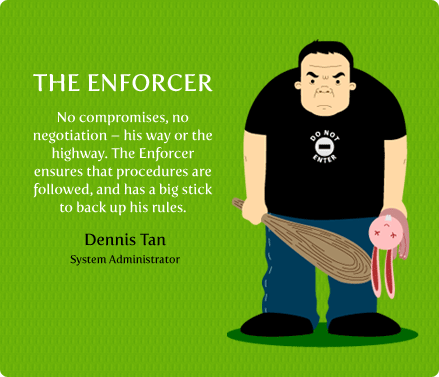 THE ENFORCER
No compromises, no
negotiation – his way or the
highway. The Enforcer
ensures that procedures are
followed, and has a big stick
to back up his rules.
Dennis Tan
System Administrator
DO NOT
ENTER